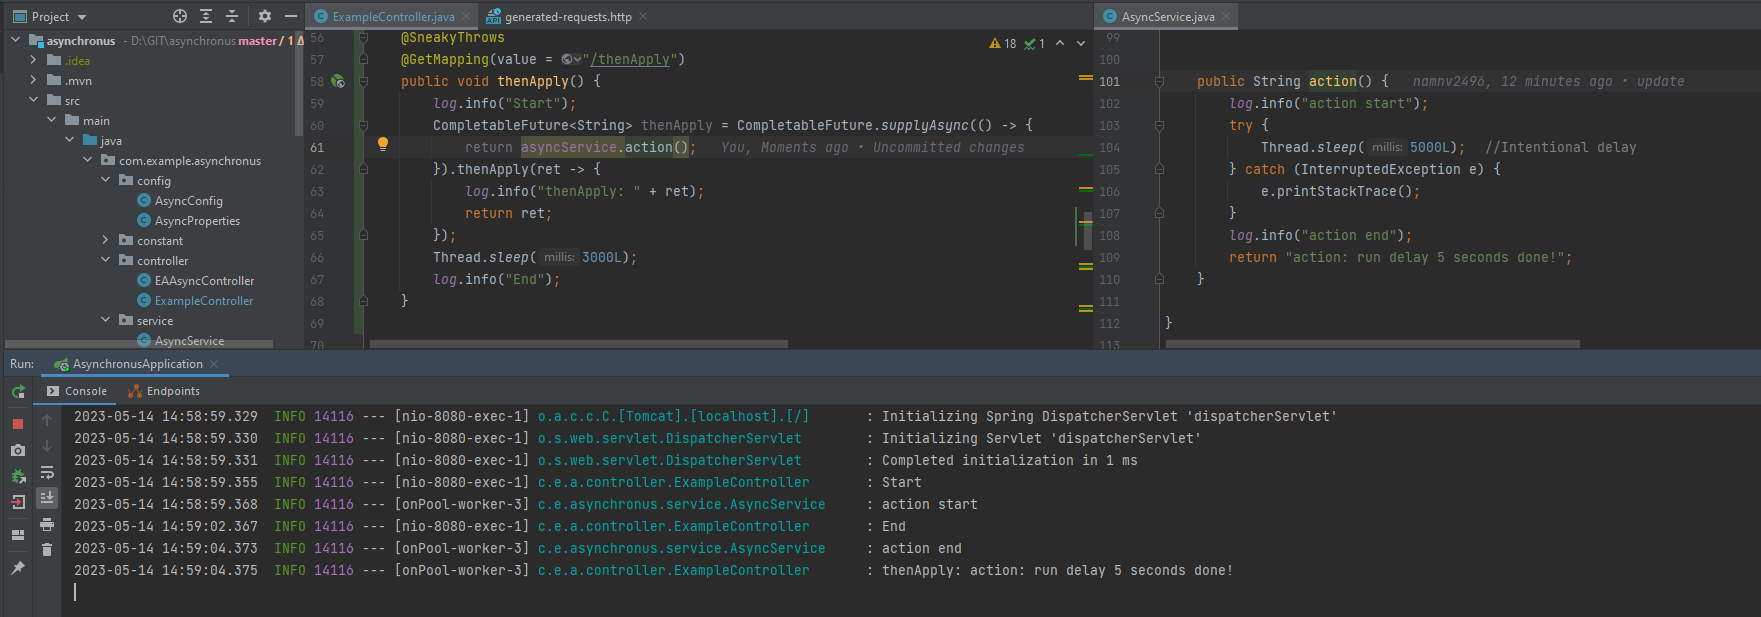 Project
ExampleController.java
generated-requests.http
AsyncService.java
asynchronus - D:\GIT\asynchronus master / 1 Δ
.idea
.mvn
src
main
java
com.example.asynchronus
config
AsyncConfig
AsyncProperties
constant
controller
EAAsyncController
ExampleController
service
AsyncService
18 1
56 @SneakyThrows
57 @GetMapping(value = "/thenApply")
58 public void thenApply() {
59 log.info("Start");
60 CompletableFuture<String> thenApply = CompletableFuture.supplyAsync(() -> {
61 return asyncService.action(); You, Moments ago • Uncommitted changes
62 }).thenApply(ret -> {
63 log.info("thenApply: " + ret);
64 return ret;
65 });
66 Thread.sleep( millis: 3000L);
67 log.info("End");
68 }
69
70
99
100
101 public String action() { namnv2496, 12 minutes ago • update
102 log.info("action start");
103 try {
104 Thread.sleep( millis: 5000L); //Intentional delay
105 } catch (InterruptedException e) {
106 e.printStackTrace();
107 }
108 log.info("action end");
109 return "action: run delay 5 seconds done!";
110 }
111
112 }
113
Run: AsynchronusApplication
Console Endpoints
2023-05-14 14:58:59.329 INFO 14116 --- [nio-8080-exec-1] o.a.c.c.C.[Tomcat].[localhost].[/] : Initializing Spring DispatcherServlet 'dispatcherServlet'
2023-05-14 14:58:59.330 INFO 14116 --- [nio-8080-exec-1] o.s.web.servlet.DispatcherServlet : Initializing Servlet 'dispatcherServlet'
2023-05-14 14:58:59.331 INFO 14116 --- [nio-8080-exec-1] o.s.web.servlet.DispatcherServlet : Completed initialization in 1 ms
2023-05-14 14:58:59.355 INFO 14116 --- [nio-8080-exec-1] c.e.a.controller.ExampleController : Start
2023-05-14 14:58:59.368 INFO 14116 --- [onPool-worker-3] c.e.asynchronus.service.AsyncService : action start
2023-05-14 14:59:02.367 INFO 14116 --- [nio-8080-exec-1] c.e.a.controller.ExampleController : End
2023-05-14 14:59:04.373 INFO 14116 --- [onPool-worker-3] c.e.asynchronus.service.AsyncService : action end
2023-05-14 14:59:04.375 INFO 14116 --- [onPool-worker-3] c.e.a.controller.ExampleController : thenApply: action: run delay 5 seconds done!